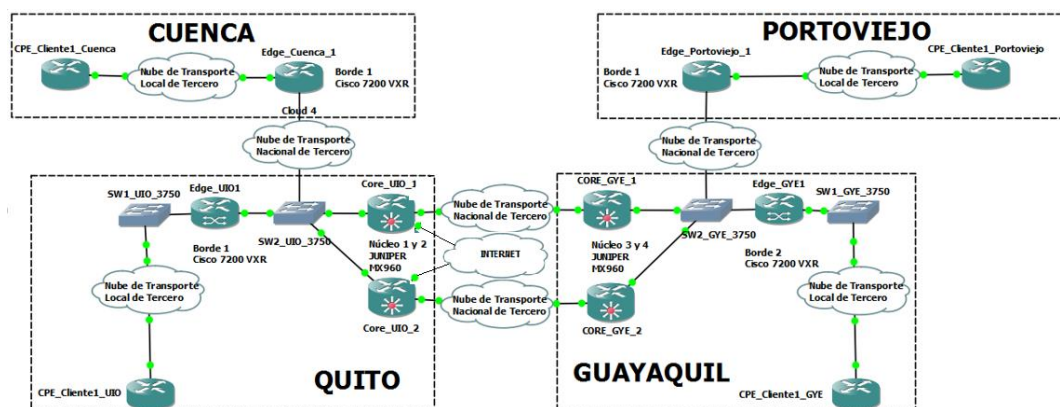 CUENCA
PORTOVIEJO
CPE_Cliente1_Cuenca
Nube de Transporte
Local de Tercero
Edge_Cuenca_1
Borde 1
Cisco 7200 VXR
Edge_Portoviejo_1
Borde 1
Cisco 7200 VXR
Nube de Transporte
Local de Tercero
CPE_Cliente1_Portoviejo
Cloud 4
Nube de Transporte
Nacional de Tercero
Nube de Transporte
Nacional de Tercero
SW1_UIO_3750
Edge_UIO1
Borde 1
Cisco 7200 VXR
SW2_UIO_3750
Core_UIO_1
Núcleo 1 y 2
JUNIPER
MX960
Core_UIO_2
Nube de Transporte
Local de Tercero
CPE_Cliente1_UIO
QUITO
Nube de Transporte
Nacional de Tercero
INTERNET
Nube de Transporte
Nacional de Tercero
CORE_GYE_1
Núcleo 3 y 4
JUNIPER
MX960
CORE_GYE_2
SW2_GYE_3750
Edge_GYE1
Borde 2
Cisco 7200 VXR
SW1_GYE_3750
Nube de Transporte
Local de Tercero
CPE_Cliente1_GYE
GUAYAQUIL